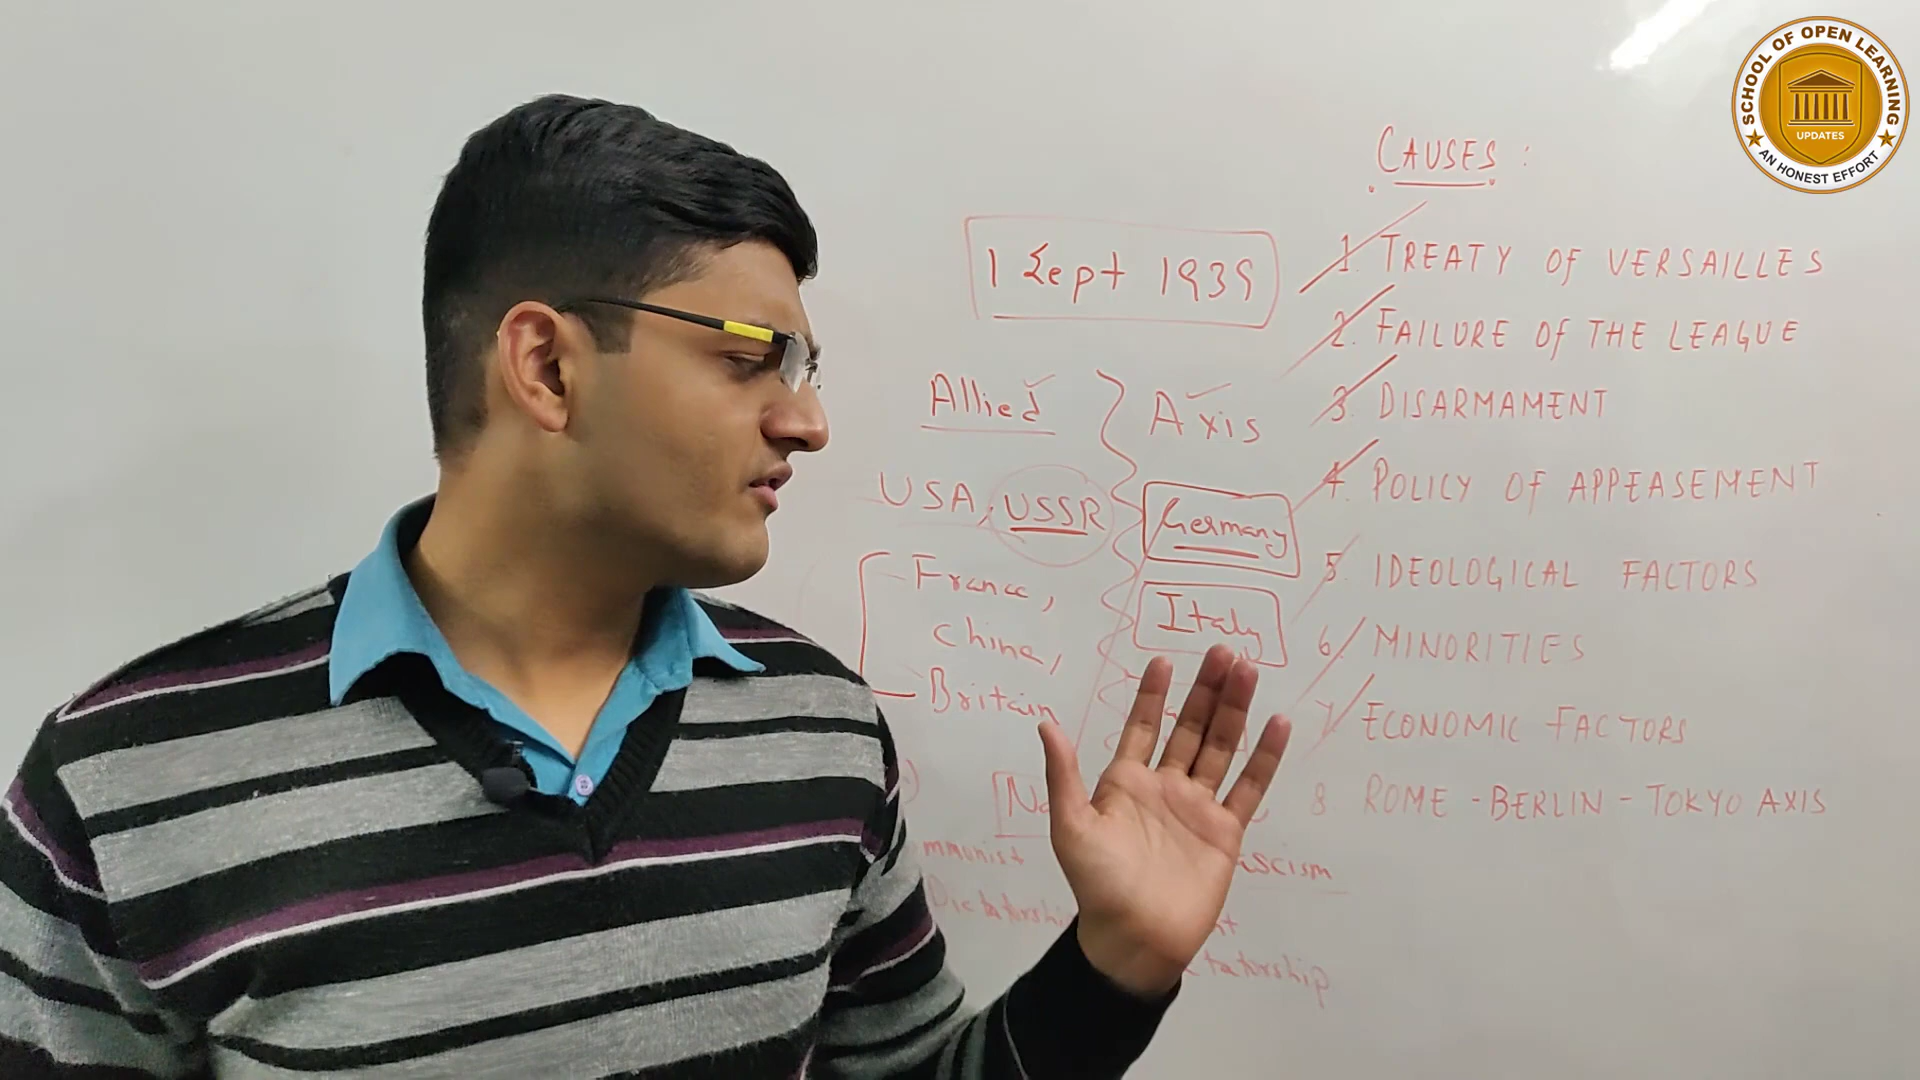 SCHOOL OF OPEN LEARNING
UPDATES
AN HONEST EFFORT
CAUSES :
1 Sept 1939
1. TREATY OF VERSAILLES
2. FAILURE OF THE LEAGUE
3. DISARMAMENT
4. POLICY OF APPEASEMENT
5. IDEOLOGICAL FACTORS
6. MINORITIES
7. ECONOMIC FACTORS
8. ROME - BERLIN - TOKYO AXIS
Allied
USA, USSR
France,
China,
Britain
Axis
Germany
Italy